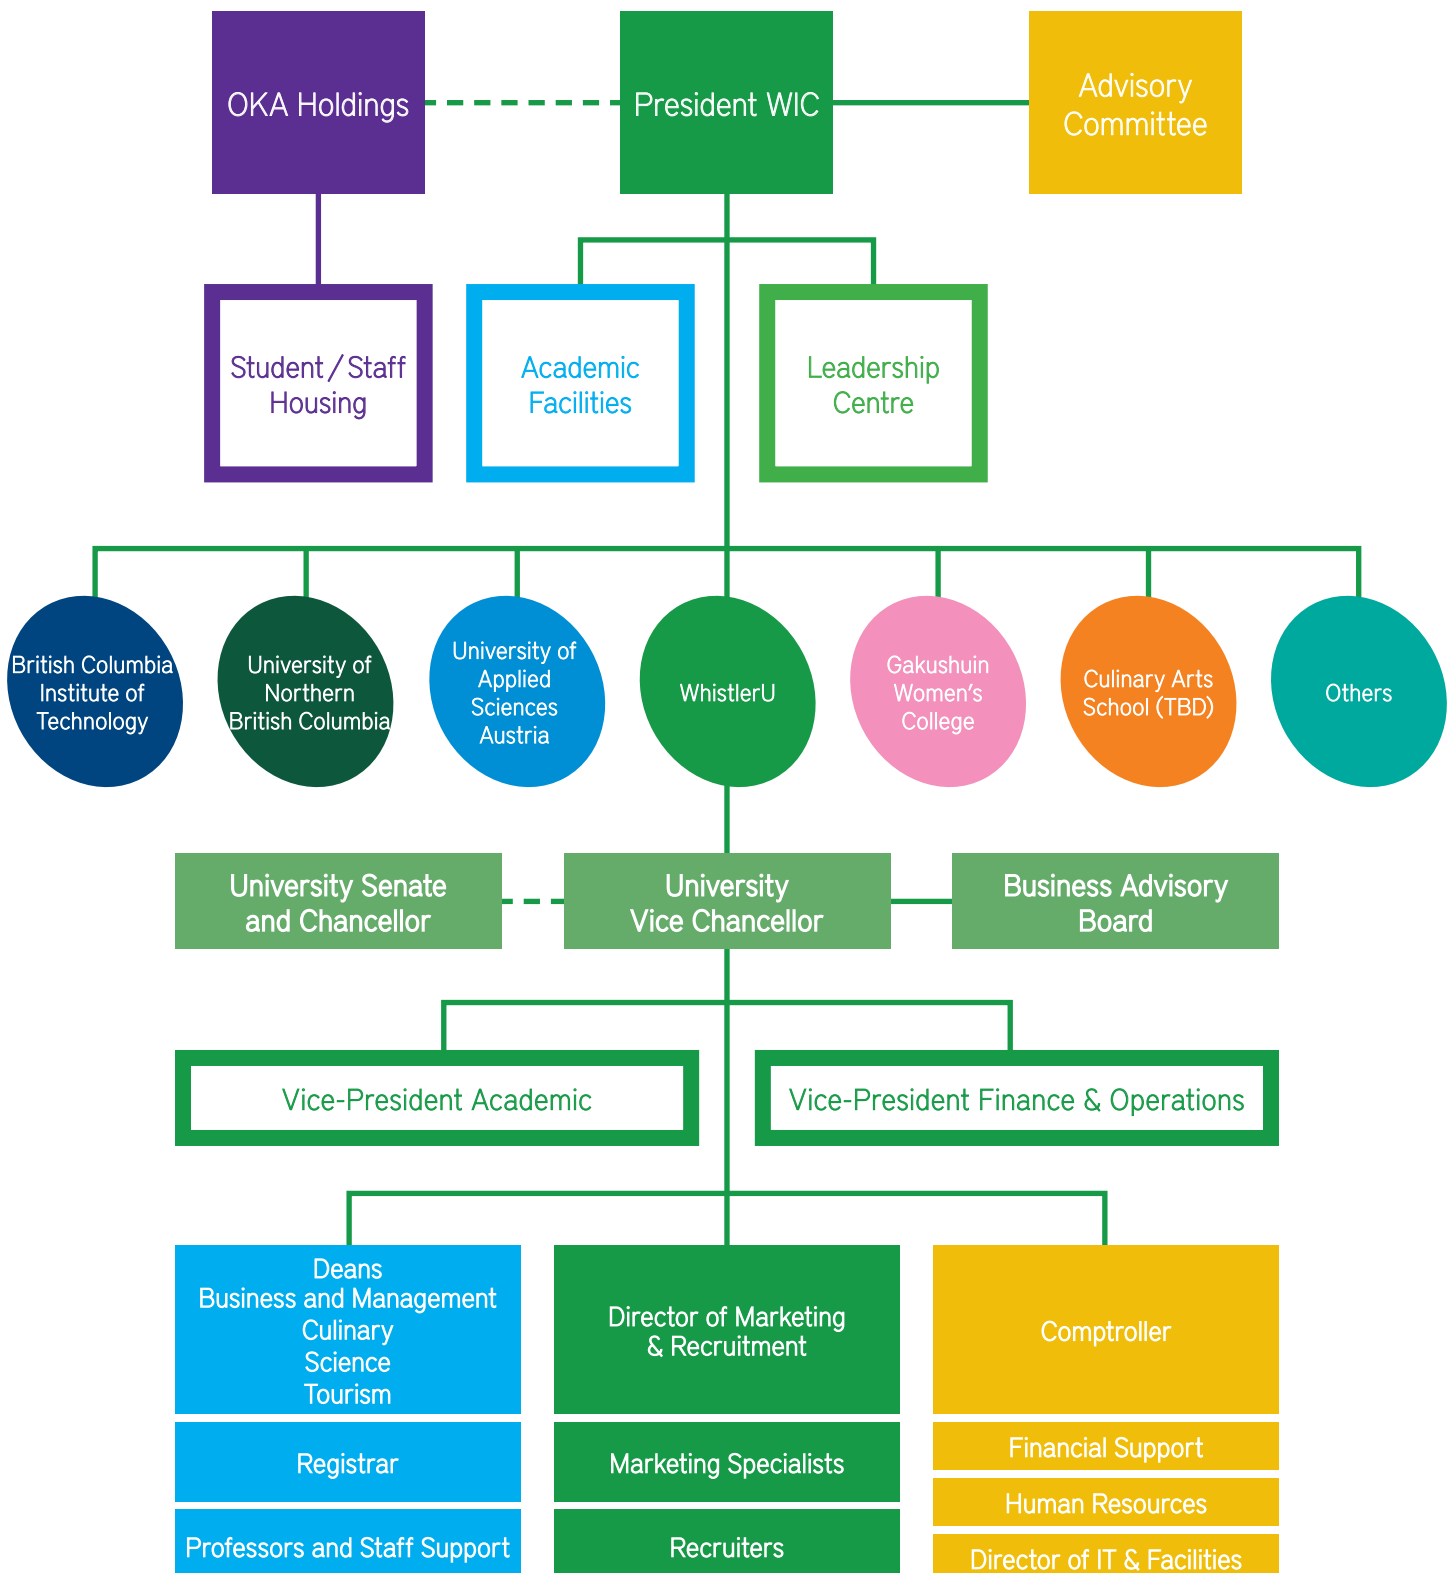 OKA Holdings
President WIC
Advisory
Committee
Student/Staff
Housing
Academic
Facilities
Leadership
Centre
British Columbia
Institute of
Technology
University of
Northern
British Columbia
University of
Applied
Sciences
Austria
WhistlerU
Gakushuin
Women's
College
Culinary Arts
School (TBD)
Others
University Senate
and Chancellor
University
Vice Chancellor
Business Advisory
Board
Vice-President Academic
Vice-President Finance & Operations
Deans
Business and Management
Culinary
Science
Tourism
Director of Marketing
& Recruitment
Comptroller
Registrar
Marketing Specialists
Financial Support
Human Resources
Professors and Staff Support
Recruiters
Director of IT & Facilities